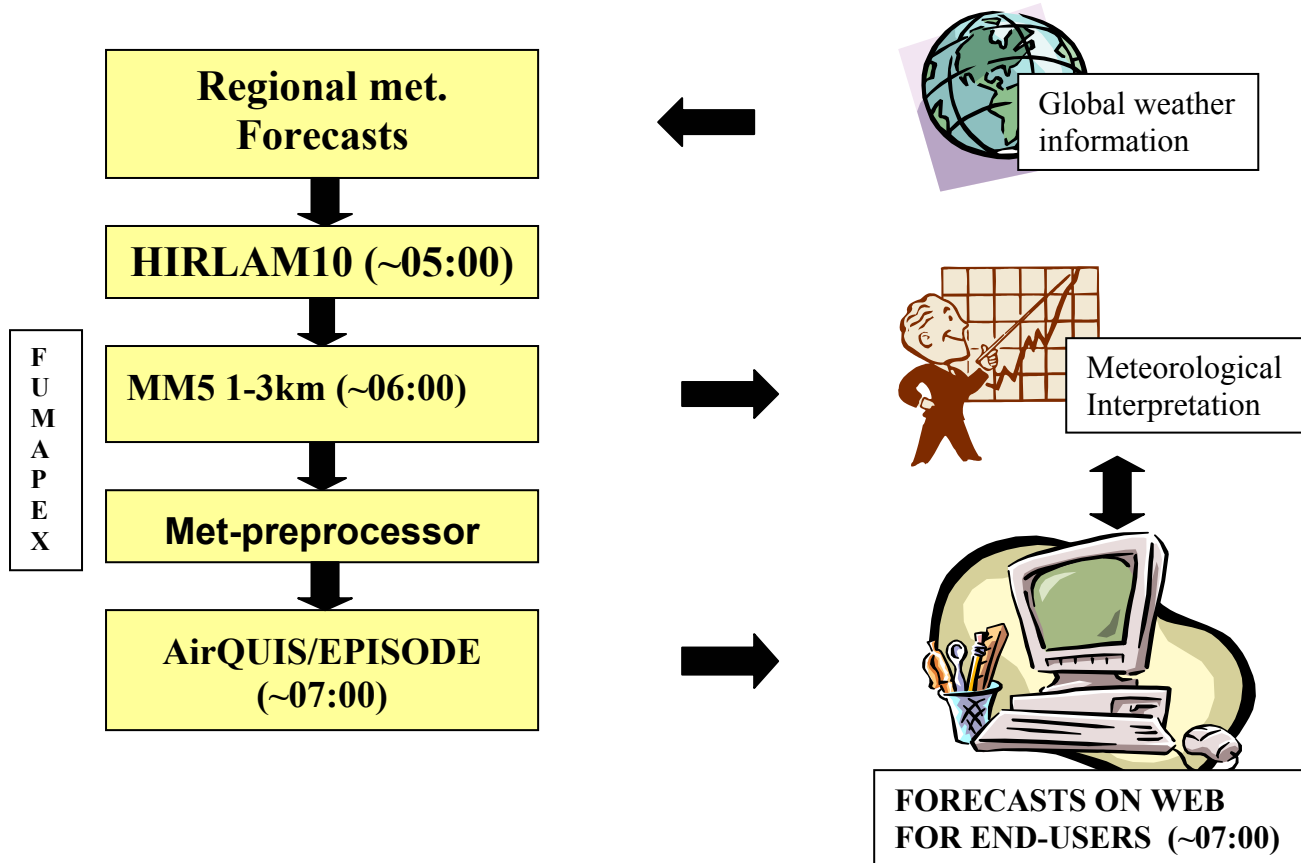 Regional met.
Forecasts
Global weather
information
HIRLAM10 (~05:00)
F
U
M
A
P
E
X
MM5 1-3km (~06:00)
Meteorological
Interpretation
Met-preprocessor
AirQUIS/EPISODE
(~07:00)
FORECASTS ON WEB
FOR END-USERS (~07:00)